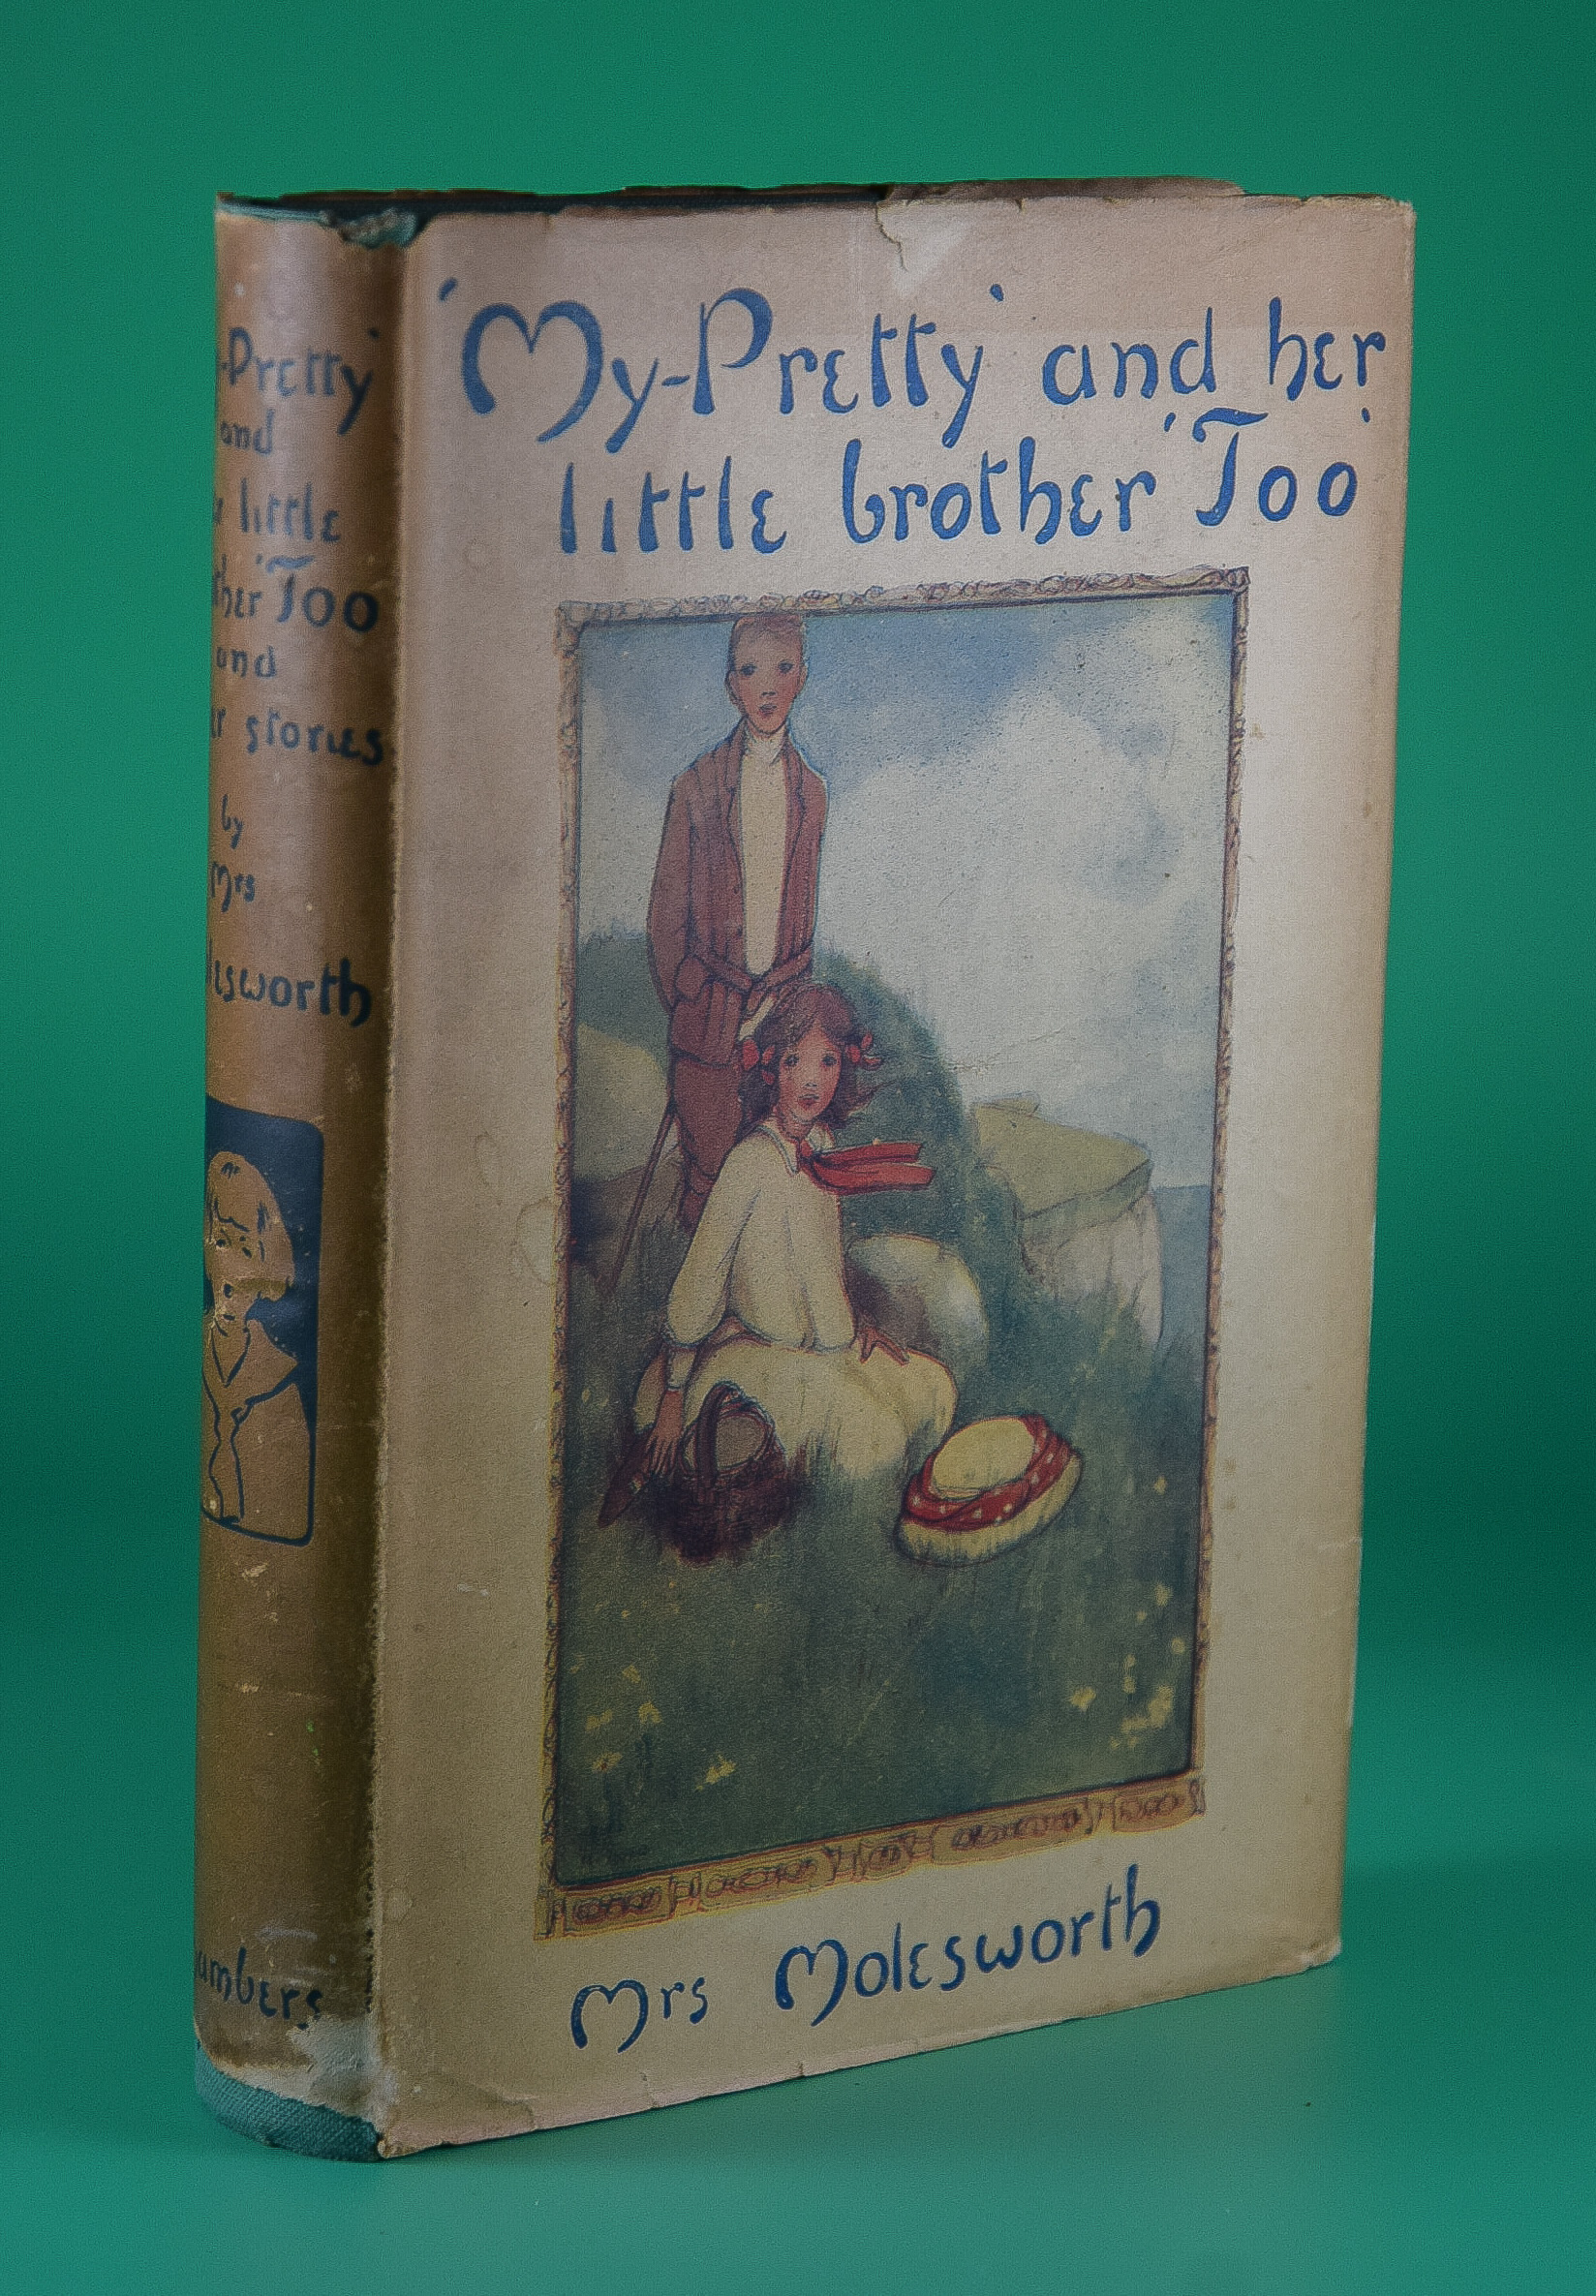 'My-Pretty' and her
little brother 'Too'
Mrs Molesworth
-Pretty'
and
little
'Too
and
stories
by
Mrs
lesworth
ambers